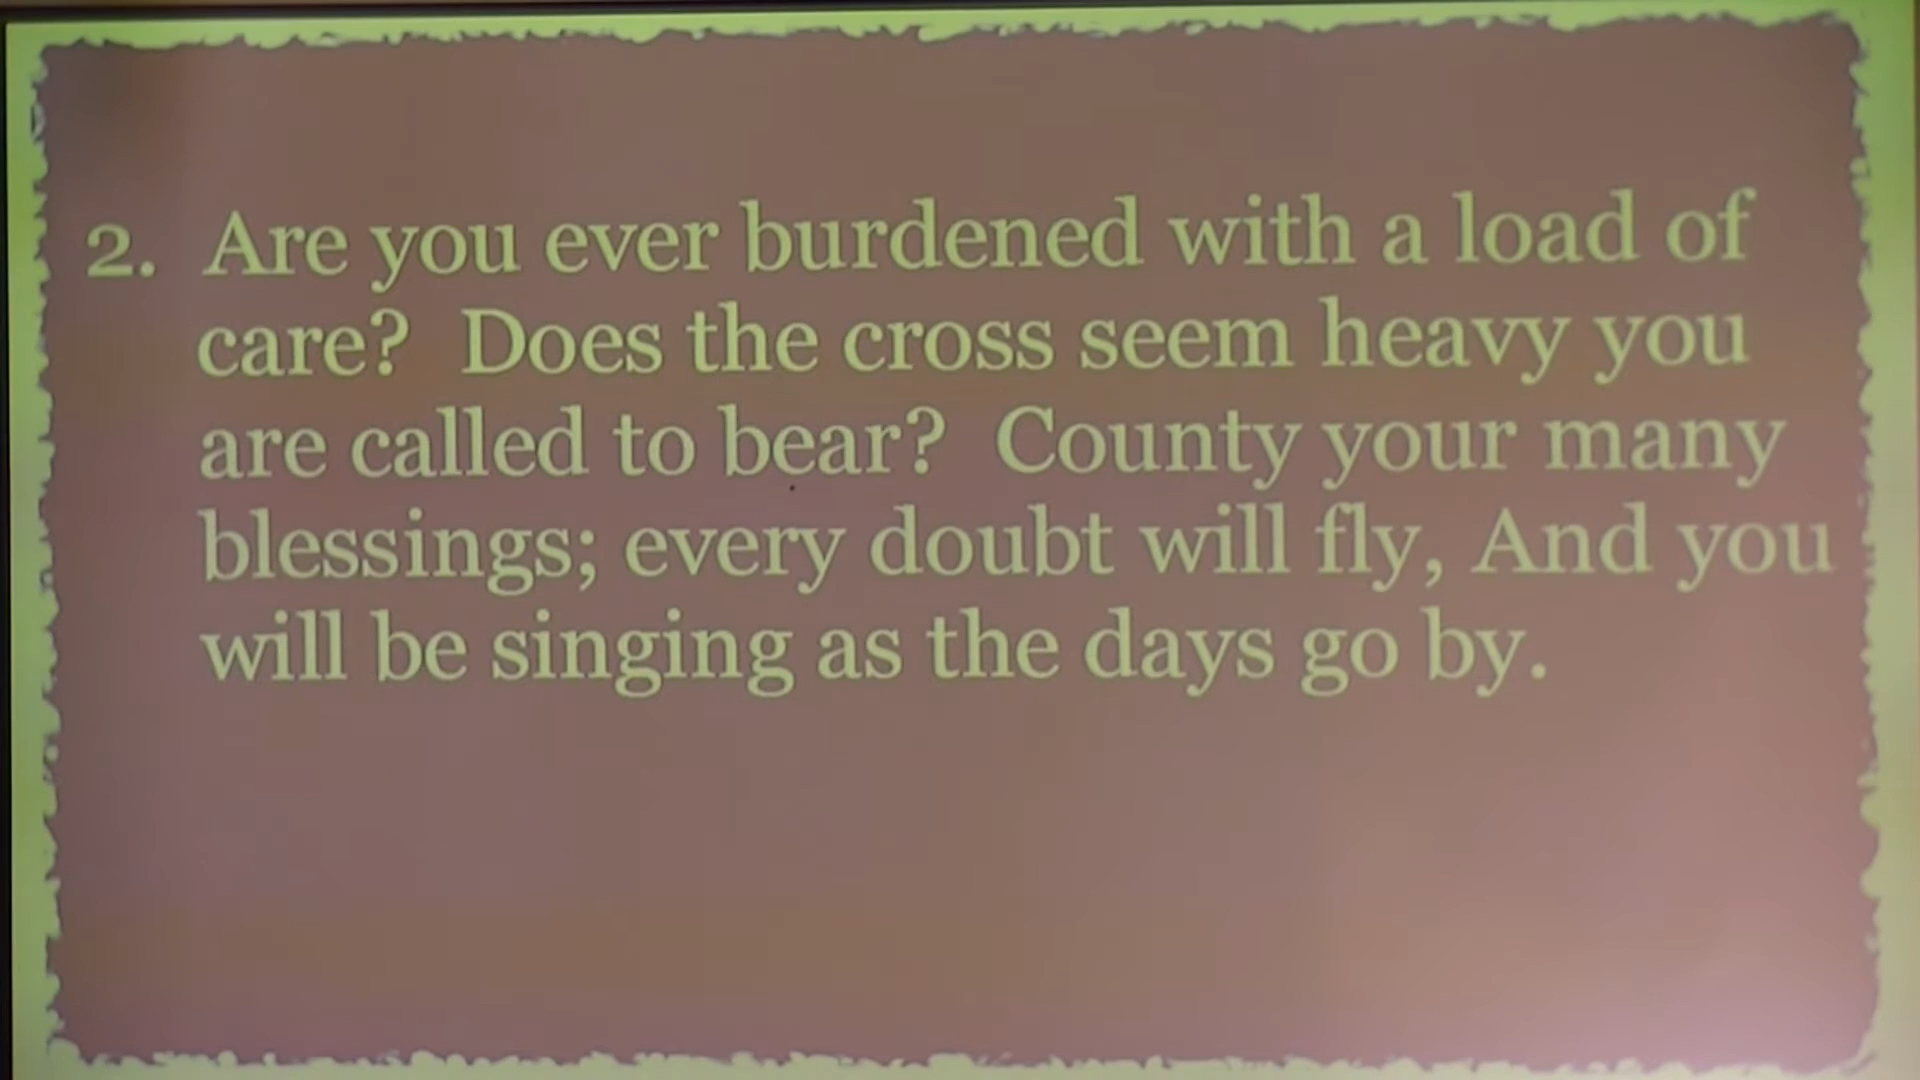 2. Are you ever burdened with a load of
care? Does the cross seem heavy you
are called to bear? County your many
blessings; every doubt will fly, And you
will be singing as the days go by.